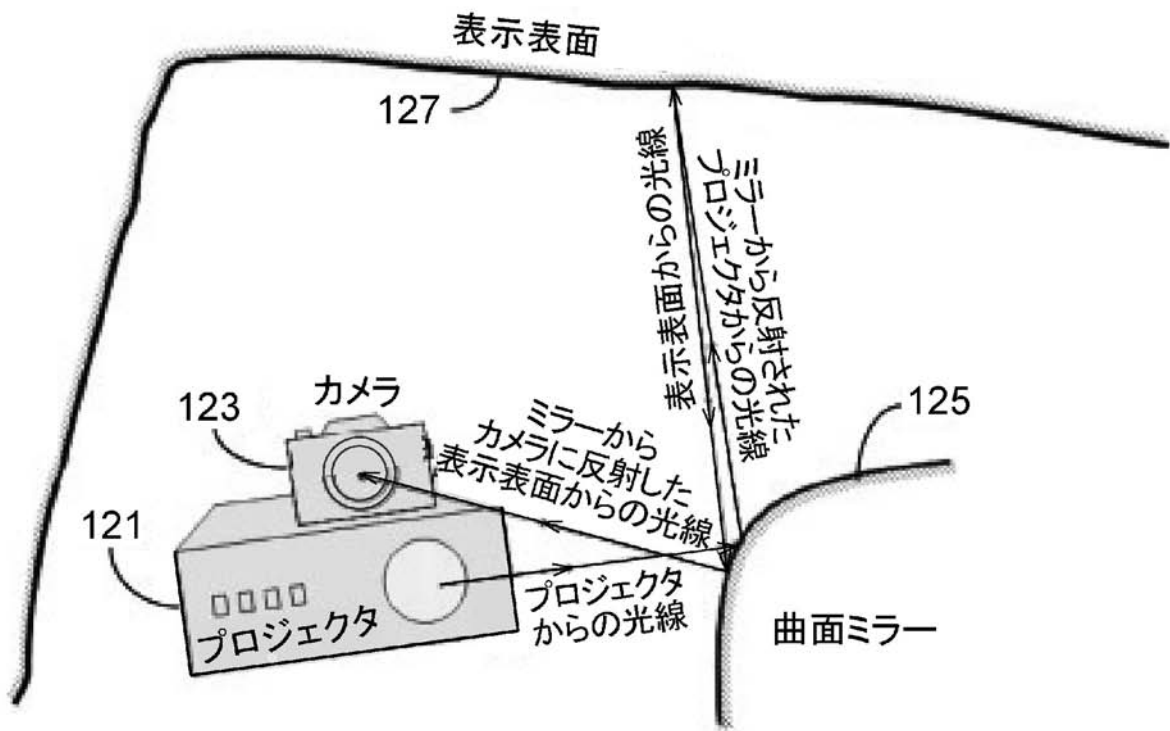 表示表面
127
表示表面からの光線
ミラーから反射された
プロジェクタからの光線
カメラ
123
ミラーから
カメラに反射した
表示表面からの光線
125
121
プロジェクタ
プロジェクタ
からの光線
曲面ミラー